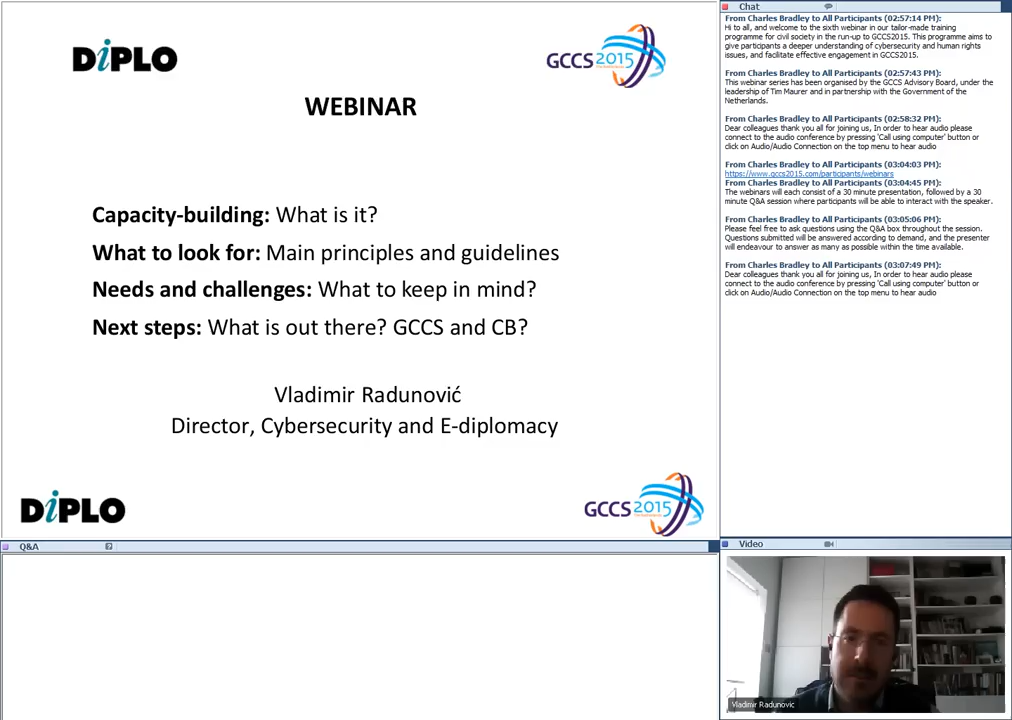 DiPLO
GCCS2015
WEBINAR
Capacity-building: What is it?
What to look for: Main principles and guidelines
Needs and challenges: What to keep in mind?
Next steps: What is out there? GCCS and CB?
Vladimir Radunović
Director, Cybersecurity and E-diplomacy
DiPLO
GCCS2015
Q&A
Chat
From Charles Bradley to All Participants (02:57:14 PM):
Hi to all, and welcome to the sixth webinar in our tailor-made training
programme for civil society in the run-up to GCCS2015. This programme aims to
give participants a deeper understanding of cybersecurity and human rights
issues, and facilitate effective engagement in GCCS2015.
From Charles Bradley to All Participants (02:57:43 PM):
This webinar series has been organised by the GCCS Advisory Board, under the
leadership of Tim Maurer and in partnership with the Government of the
Netherlands.
From Charles Bradley to All Participants (02:58:32 PM):
Dear colleagues thank you all for joining us, In order to hear audio please
connect to the audio conference by pressing 'Call using computer' button or
click on Audio/Audio Connection on the top menu to hear audio
From Charles Bradley to All Participants (03:04:03 PM):
https://www.gccs2015.com/participants/webinars
From Charles Bradley to All Participants (03:04:45 PM):
The webinars will each consist of a 30 minute presentation, followed by a 30
minute Q&A session where participants will be able to interact with the speaker.
From Charles Bradley to All Participants (03:05:06 PM):
Please feel free to ask questions using the Q&A box throughout the session.
Questions submitted will be answered according to demand, and the presenter
will endeavour to answer as many as possible within the time available.
From Charles Bradley to All Participants (03:07:49 PM):
Dear colleagues thank you all for joining us, In order to hear audio please
connect to the audio conference by pressing 'Call using computer' button or
click on Audio/Audio Connection on the top menu to hear audio
Video
Vladimir Radunovic